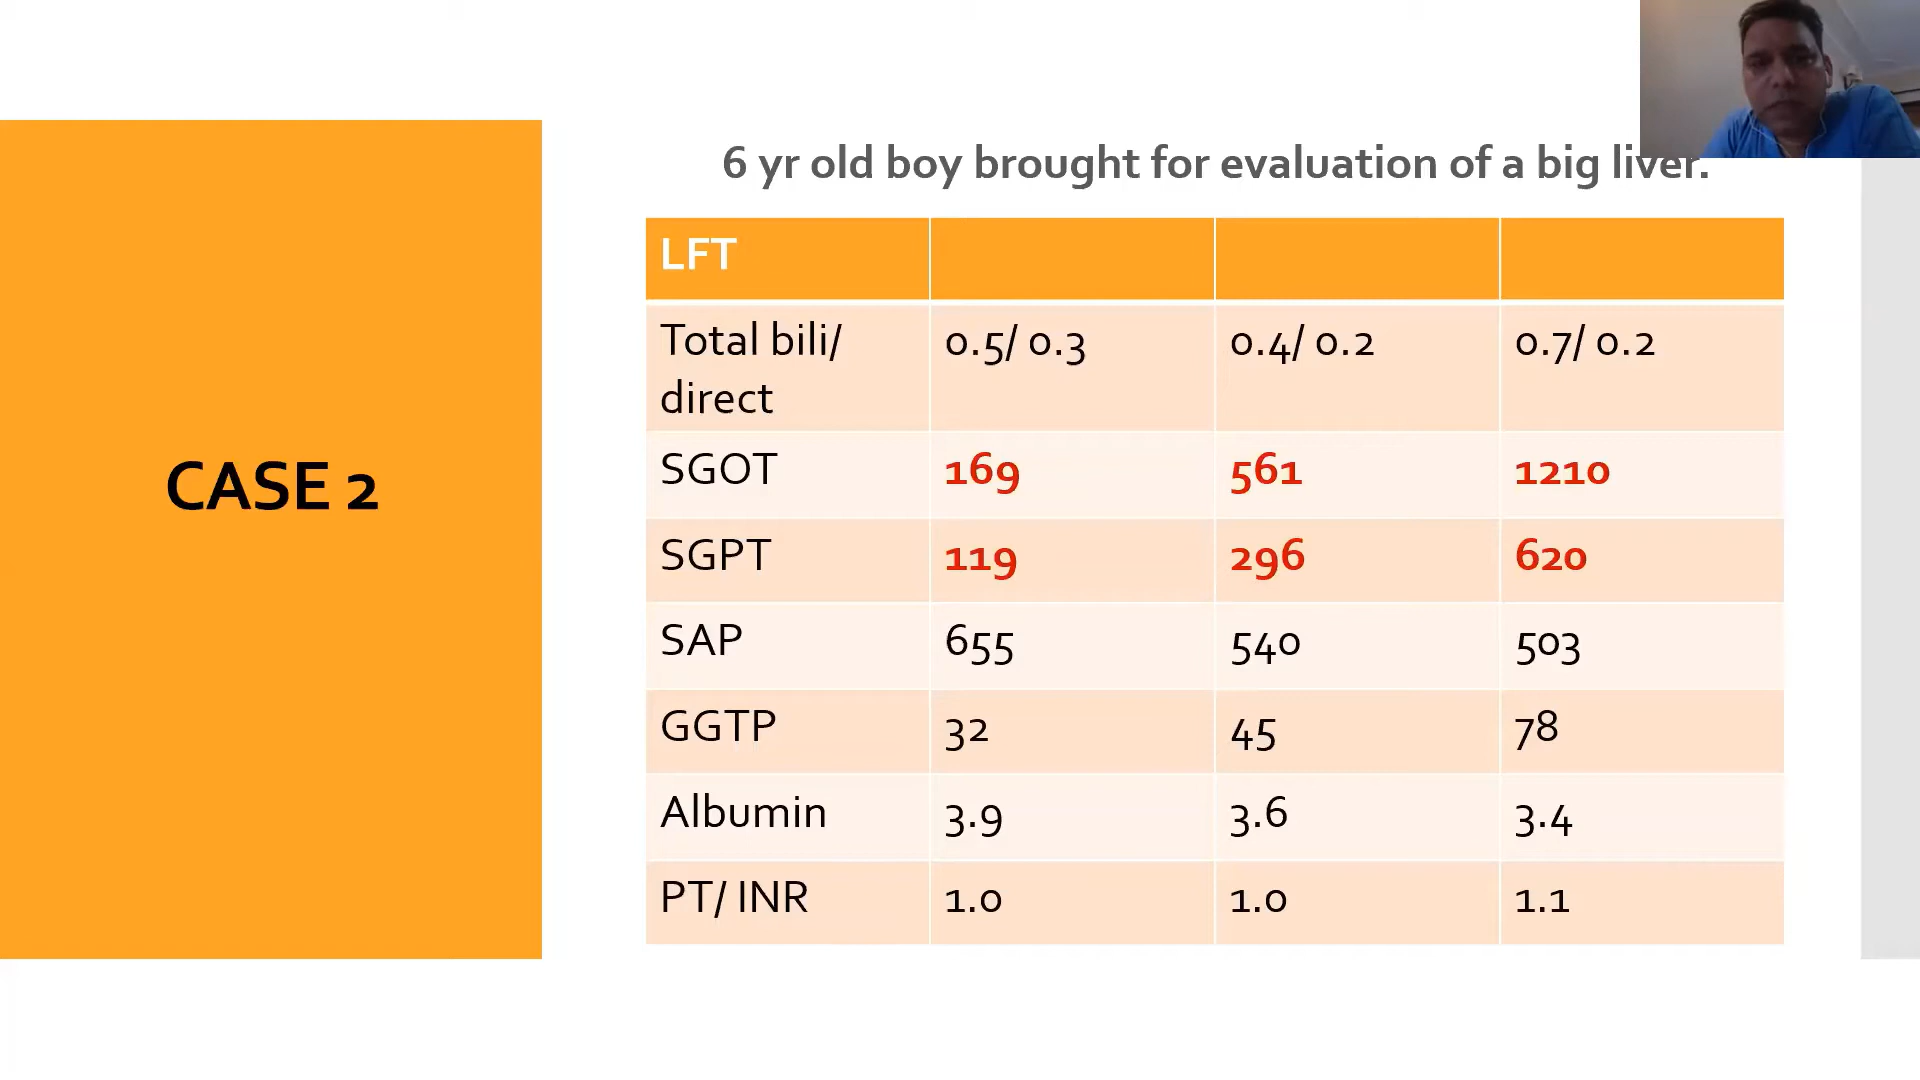 CASE 2
6 yr old boy brought for evaluation of a big liver.
LFT
Total bili/ direct 0.5/ 0.3 0.4/ 0.2 0.7/ 0.2
SGOT 169 561 1210
SGPT 119 296 620
SAP 655 540 503
GGTP 32 45 78
Albumin 3.9 3.6 3.4
PT/ INR 1.0 1.0 1.1